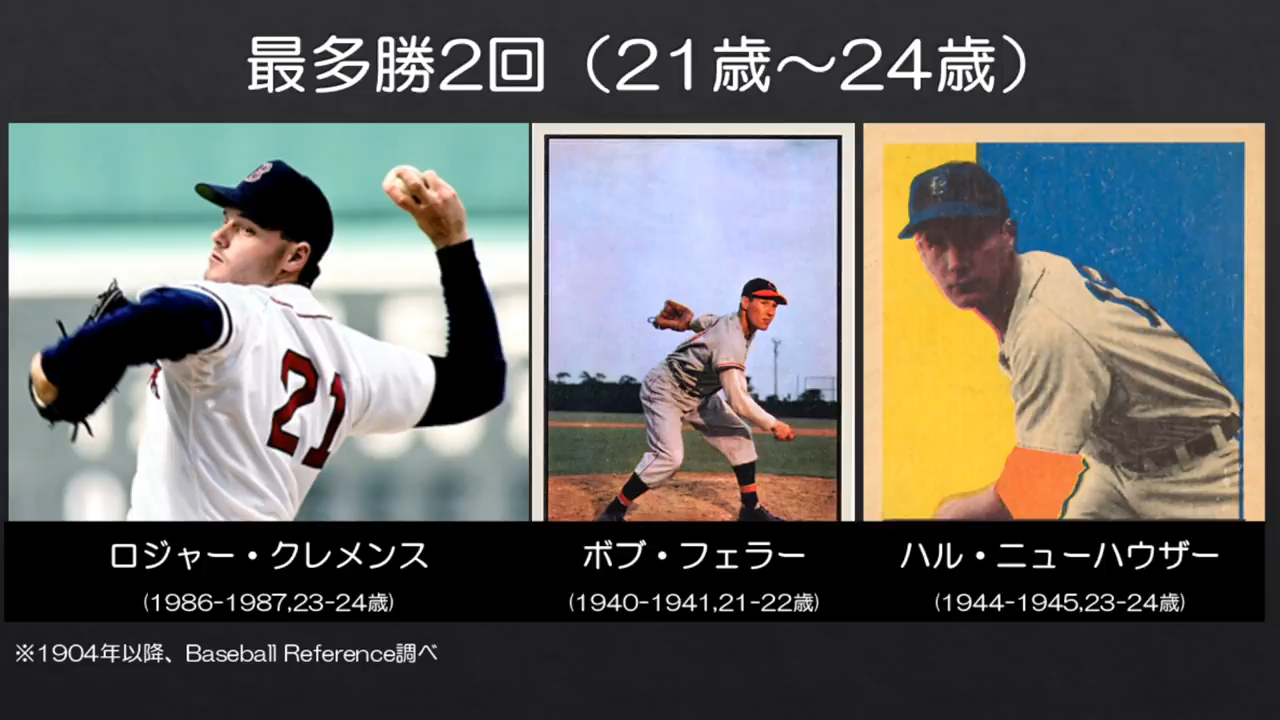 最多勝2回（21歳〜24歳）
21
ロジャー・クレメンス
(1986-1987,23-24歳)
ボブ・フェラー
(1940-1941,21-22歳)
ハル・ニューハウザー
(1944-1945,23-24歳)
※1904年以降、Baseball Reference調べ